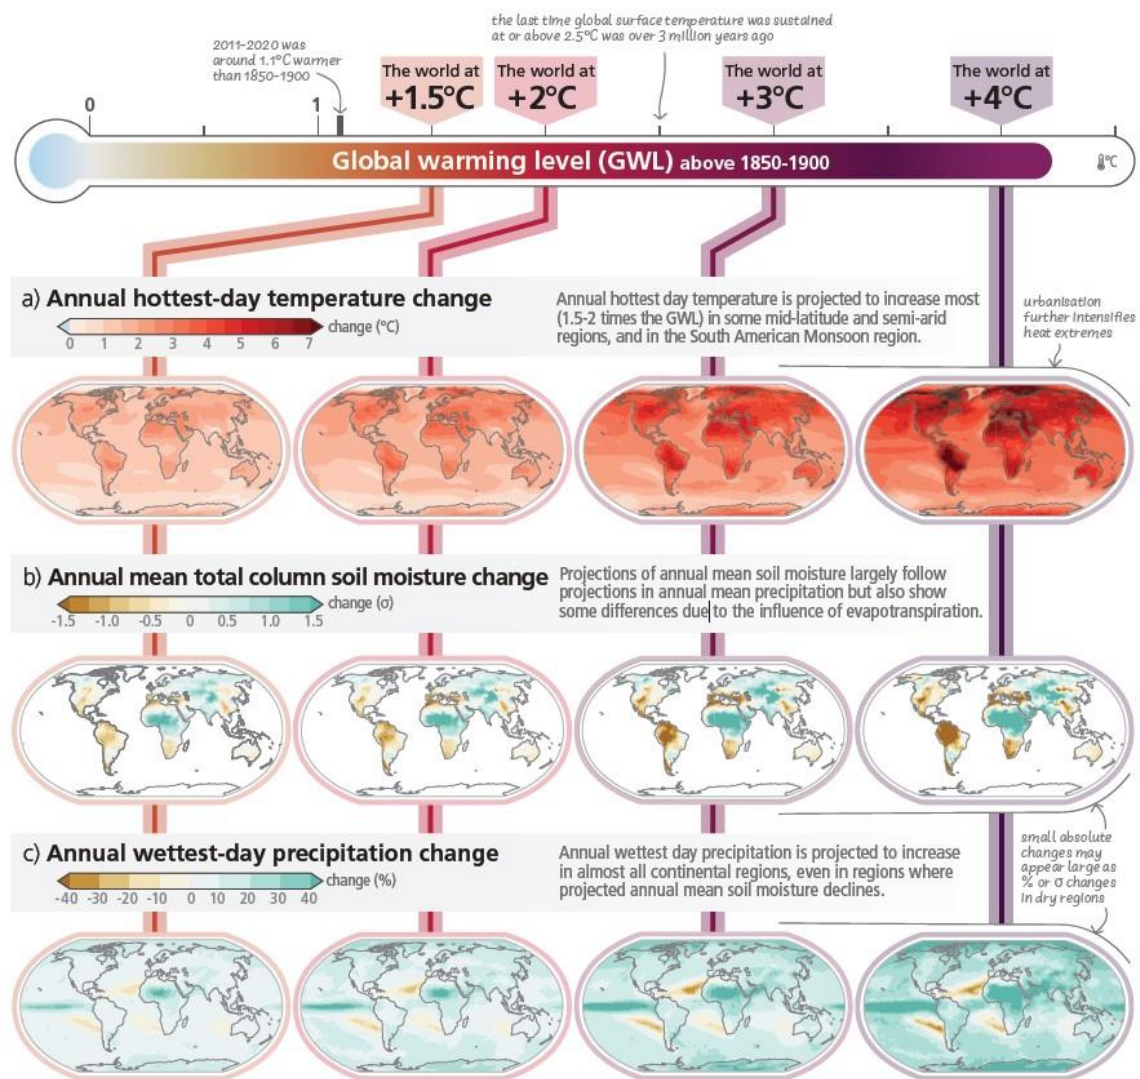 the last time global surface temperature was sustained
at or above 2.5°C was over 3 million years ago
2011-2020 was
around 1.1°C warmer
than 1850-1900
The world at
+1.5°C
The world at
+2°C
The world at
+3°C
The world at
+4°C
0
1
Global warming level (GWL) above 1850-1900
°C
a) Annual hottest-day temperature change
change (°C)
0 1 2 3 4 5 6 7
Annual hottest day temperature is projected to increase most
(1.5-2 times the GWL) in some mid-latitude and semi-arid
regions, and in the South American Monsoon region.
urbanisation
further intensifies
heat extremes
b) Annual mean total column soil moisture change
change (σ)
-1.5 -1.0 -0.5 0 0.5 1.0 1.5
Projections of annual mean soil moisture largely follow
projections in annual mean precipitation but also show
some differences due to the influence of evapotranspiration.
c) Annual wettest-day precipitation change
change (%)
-40 -30 -20 -10 0 10 20 30 40
Annual wettest day precipitation is projected to increase
in almost all continental regions, even in regions where
projected annual mean soil moisture declines.
small absolute
changes may
appear large as
% or σ changes
in dry regions